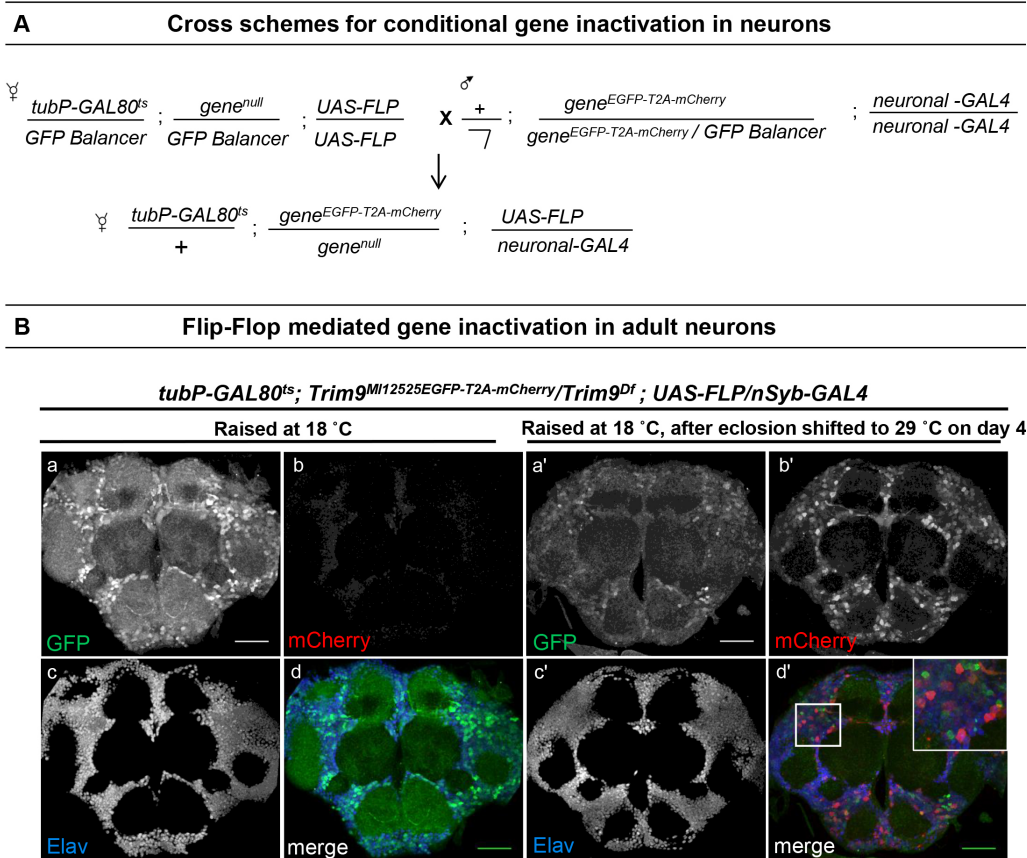 A Cross schemes for conditional gene inactivation in neurons
☿ tubP-GAL80ts / GFP Balancer ; genenull / GFP Balancer ; UAS-FLP / UAS-FLP x ♂ + / ; geneEGFP-T2A-mCherry / geneEGFP-T2A-mCherry / GFP Balancer ; neuronal -GAL4 / neuronal -GAL4
☿ tubP-GAL80ts / + ; geneEGFP-T2A-mCherry / genenull ; UAS-FLP / neuronal-GAL4
B Flip-Flop mediated gene inactivation in adult neurons
tubP-GAL80ts; Trim9MI12525EGFP-T2A-mCherry/Trim9Df ; UAS-FLP/nSyb-GAL4
Raised at 18 ˚C
Raised at 18 ˚C, after eclosion shifted to 29 ˚C on day 4
a
GFP
b
mCherry
a'
GFP
b'
mCherry
c
Elav
d
merge
c'
Elav
d'
merge